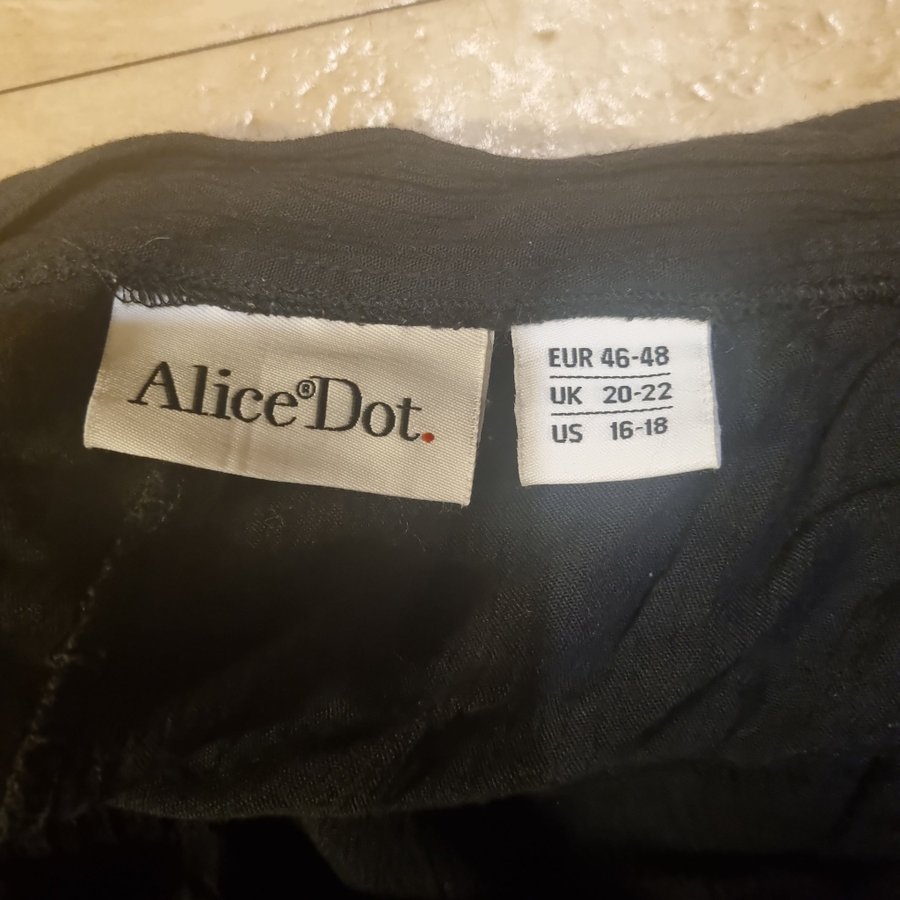 Alice®Dot.
EUR 46-48
UK 20-22
US 16-18